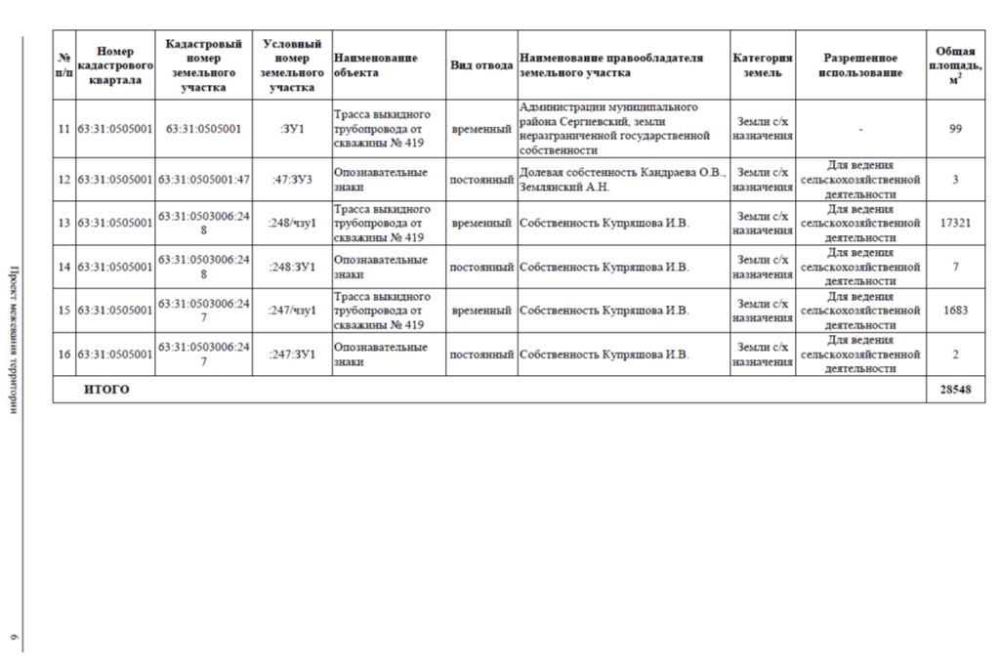 № п/п
Номер кадастрового квартала
Кадастровый номер земельного участка
Условный номер земельного участка
Наименование объекта
Вид отвода
Наименование правообладателя земельного участка
Категория земель
Разрешенное использование
Общая площадь, м²
11 63:31:0505001 63:31:0505001 :ЗУ1 Трасса выкидного трубопровода от скважины № 419 временный Администрации муниципального района Сергиевский, земли неразграниченной государственной собственности Земли с/х назначения - 99
12 63:31:0505001 63:31:0505001:47 :47:ЗУ3 Опознавательные знаки постоянный Долевая собстенность Кандраева О.В., Землянский А.Н. Земли с/х назначения Для ведения сельскохозяйственной деятельности 3
13 63:31:0505001 63:31:0503006:248 :248/чзу1 Трасса выкидного трубопровода от скважины № 419 временный Собственность Купряшова И.В. Земли с/х назначения Для ведения сельскохозяйственной деятельности 17321
14 63:31:0505001 63:31:0503006:248 :248:ЗУ1 Опознавательные знаки постоянный Собственность Купряшова И.В. Земли с/х назначения Для ведения сельскохозяйственной деятельности 7
15 63:31:0505001 63:31:0503006:247 :247/чзу1 Трасса выкидного трубопровода от скважины № 419 временный Собственность Купряшова И.В. Земли с/х назначения Для ведения сельскохозяйственной деятельности 1683
16 63:31:0505001 63:31:0503006:247 :247:ЗУ1 Опознавательные знаки постоянный Собственность Купряшова И.В. Земли с/х назначения Для ведения сельскохозяйственной деятельности 2
ИТОГО 28548
Проект межевания территории
6